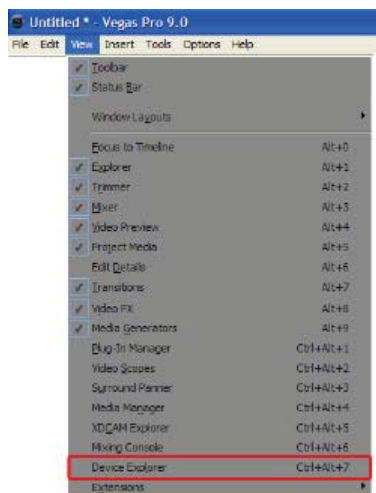 Untitled * - Vegas Pro 9.0
File Edit View Insert Tools Options Help
Toolbar
Status Bar
Window Layouts
Focus to Timeline Alt+0
Explorer Alt+1
Trimmer Alt+2
Mixer Alt+3
Video Preview Alt+4
Project Media Alt+5
Edit Details Alt+6
Transitions Alt+7
Video FX Alt+8
Media Generators Alt+9
Plug-In Manager Ctrl+Alt+1
Video Scopes Ctrl+Alt+2
Surround Panner Ctrl+Alt+3
Media Manager Ctrl+Alt+4
XDCAM Explorer Ctrl+Alt+5
Mixing Console Ctrl+Alt+6
Device Explorer Ctrl+Alt+7
Extensions